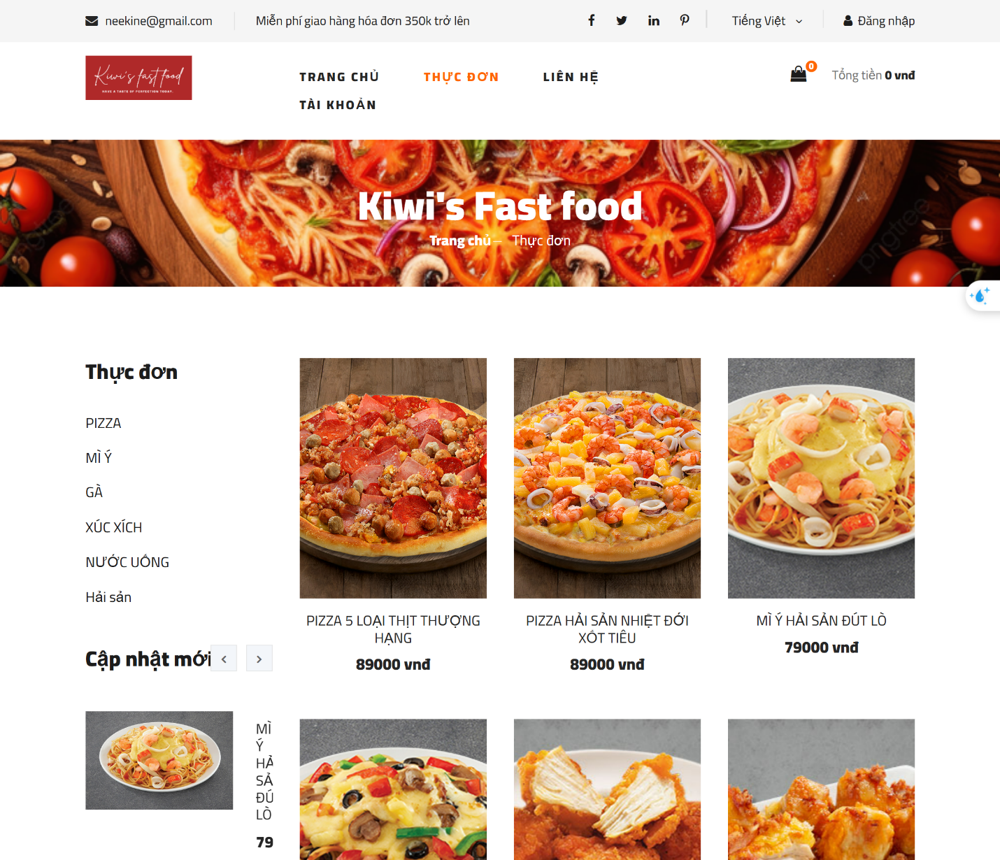 neekine@gmail.com
Miễn phí giao hàng hóa đơn 350k trở lên
Tiếng Việt
Đăng nhập
Kiwi's fast food
HAVE A TASTE OF PERFECTION TODAY.
TRANG CHỦ
THỰC ĐƠN
LIÊN HỆ
TÀI KHOẢN
0
Tổng tiền 0 vnđ
Kiwi's Fast food
Trang chủ – Thực đơn
pngtree
Thực đơn
PIZZA
MÌ Ý
GÀ
XÚC XÍCH
NƯỚC UỐNG
Hải sản
Cập nhật mới
MÌ
Ý
HẢ
SẢ
ĐÚ
LÒ
79
PIZZA 5 LOẠI THỊT THƯỢNG
HẠNG
89000 vnđ
PIZZA HẢI SẢN NHIỆT ĐỚI
XỐT TIÊU
89000 vnđ
MÌ Ý HẢI SẢN ĐÚT LÒ
79000 vnđ